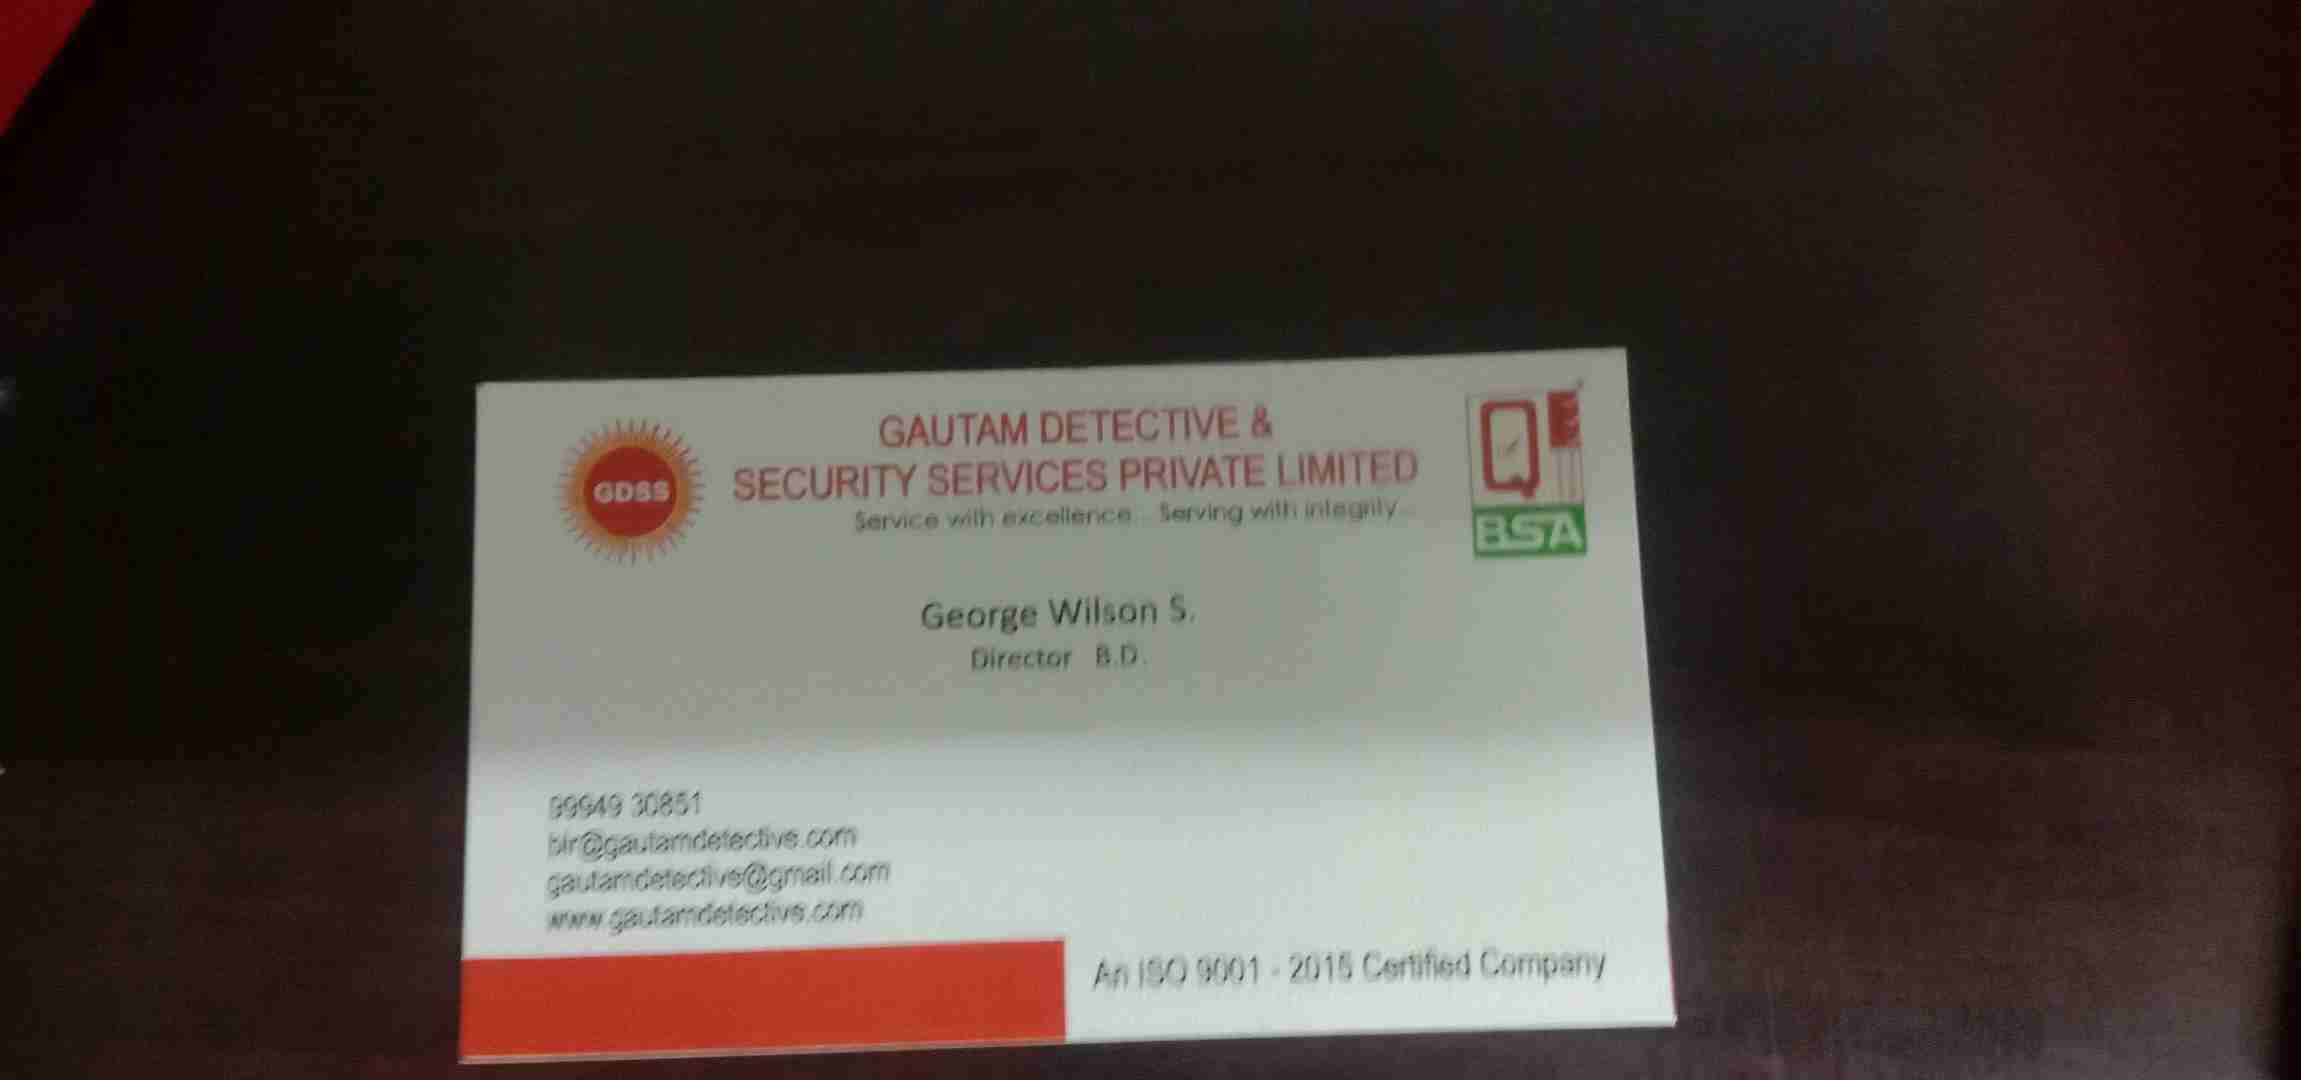 GDSS
GAUTAM DETECTIVE &
SECURITY SERVICES PRIVATE LIMITED
Service with excellence... Serving with integrity...
BSA
George Wilson S.
Director B.D.
99949 30851
blr@gautamdetective.com
gautamdetective@gmail.com
www.gautamdetective.com
An ISO 9001 - 2015 Certified Company